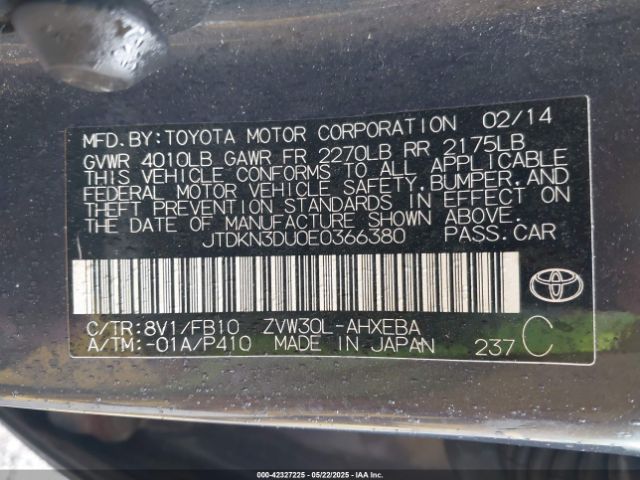 MFD.BY:TOYOTA MOTOR CORPORATION 02/14
GVWR 4010LB GAWR FR 2270LB RR 2175LB
THIS VEHICLE CONFORMS TO ALL APPLICABLE
FEDERAL MOTOR VEHICLE SAFETY,BUMPER,AND
THEFT PREVENTION STANDARDS IN EFFECT ON
THE DATE OF MANUFACTURE SHOWN ABOVE.
JTDKN3DU0E0366380 PASS.CAR
C/TR:8V1/FB10 ZVW30L-AHXEBA
A/TM:-01A/P410 MADE IN JAPAN 237 C
000-42327225 - 05/22/2025 - IAA Inc.